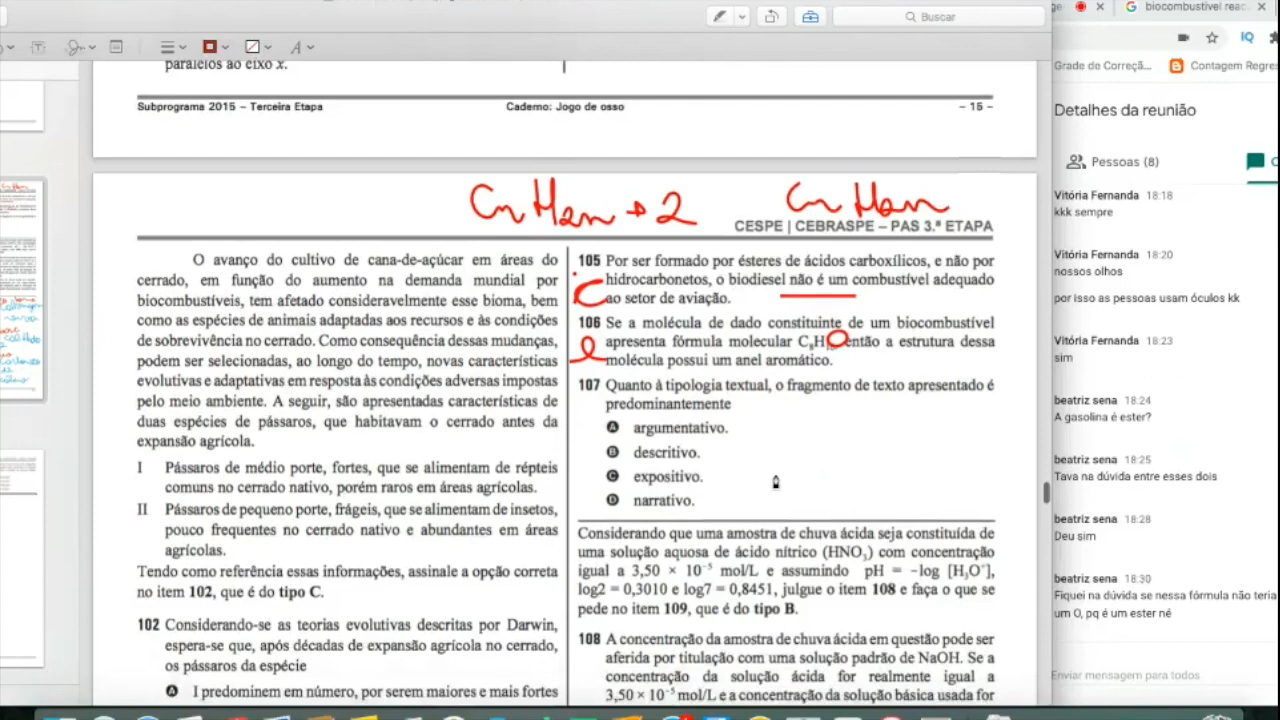 Buscar
biocombustível reac
Grade de Correçã...
Contagem Regres
paralelos ao eixo x.
Subprograma 2015 – Terceira Etapa
Caderno: Jogo de osso
– 15 –
CnH2n+2
CnH2n
CESPE | CEBRASPE – PAS 3.ª ETAPA
O avanço do cultivo de cana-de-açúcar em áreas do
cerrado, em função do aumento na demanda mundial por
biocombustíveis, tem afetado consideravelmente esse bioma, bem
como as espécies de animais adaptadas aos recursos e às condições
de sobrevivência no cerrado. Como consequência dessas mudanças,
podem ser selecionadas, ao longo do tempo, novas características
evolutivas e adaptativas em resposta às condições adversas impostas
pelo meio ambiente. A seguir, são apresentadas características de
duas espécies de pássaros, que habitavam o cerrado antes da
expansão agrícola.
I Pássaros de médio porte, fortes, que se alimentam de répteis
comuns no cerrado nativo, porém raros em áreas agrícolas.
II Pássaros de pequeno porte, frágeis, que se alimentam de insetos,
pouco frequentes no cerrado nativo e abundantes em áreas
agrícolas.
Tendo como referência essas informações, assinale a opção correta
no item 102, que é do tipo C.
102 Considerando-se as teorias evolutivas descritas por Darwin,
espera-se que, após décadas de expansão agrícola no cerrado,
os pássaros da espécie
A I predominem em número, por serem maiores e mais fortes
105 Por ser formado por ésteres de ácidos carboxílicos, e não por
hidrocarbonetos, o biodiesel não é um combustível adequado
ao setor de aviação.
C
106 Se a molécula de dado constituinte de um biocombustível
apresenta fórmula molecular C8H então a estrutura dessa
molécula possui um anel aromático.
e
107 Quanto à tipologia textual, o fragmento de texto apresentado é
predominantemente
A argumentativo.
B descritivo.
C expositivo.
D narrativo.
Considerando que uma amostra de chuva ácida seja constituída de
uma solução aquosa de ácido nítrico (HNO3) com concentração
igual a 3,50 × 10⁻⁵ mol/L e assumindo pH = −log [H3O⁺],
log2 = 0,3010 e log7 = 0,8451, julgue o item 108 e faça o que se
pede no item 109, que é do tipo B.
108 A concentração da amostra de chuva ácida em questão pode ser
aferida por titulação com uma solução padrão de NaOH. Se a
concentração da solução ácida for realmente igual a
3,50 × 10⁻⁵ mol/L e a concentração da solução básica usada for
Detalhes da reunião
Pessoas (8)
Vitória Fernanda 18:18
kkk sempre
Vitória Fernanda 18:20
nossos olhos
por isso as pessoas usam óculos kk
Vitória Fernanda 18:23
sim
beatriz sena 18:24
A gasolina é ester?
beatriz sena 18:25
Tava na dúvida entre esses dois
beatriz sena 18:28
Deu sim
beatriz sena 18:30
Fiquei na dúvida se nessa fórmula não teria
um O, pq é um ester né
Enviar mensagem para todos